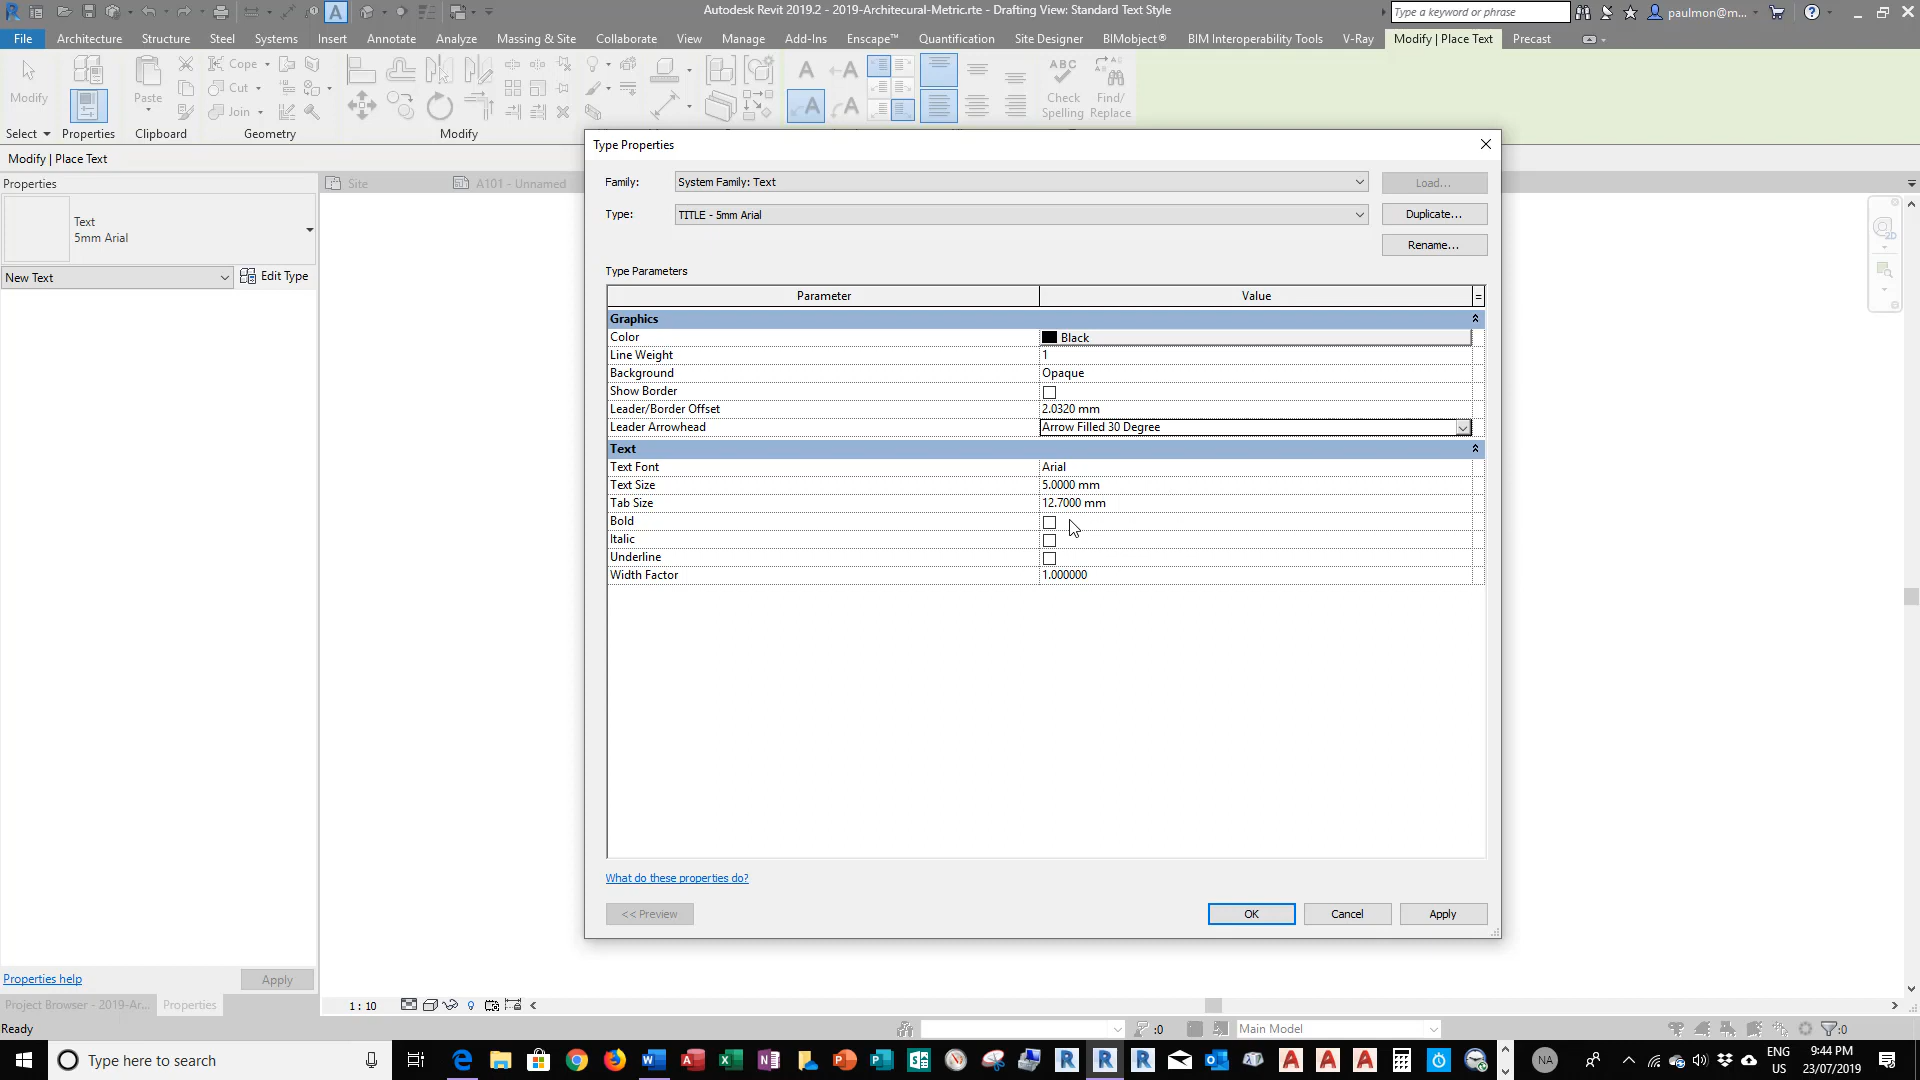 Autodesk Revit 2019.2 - 2019-Architecural-Metric.rte - Drafting View: Standard Text Style
Type a keyword or phrase
paulmon@m...
File Architecture Structure Steel Systems Insert Annotate Analyze Massing & Site Collaborate View Manage Add-Ins Enscape™ Quantification Site Designer BIMobject® BIM Interoperability Tools V-Ray Modify | Place Text Precast
Modify
Paste
Cope
Cut
Join
Check Spelling
Find/ Replace
Select Properties Clipboard Geometry Modify
Modify | Place Text
Properties
Site
A101 - Unnamed
Text
5mm Arial
New Text
Edit Type
Type Properties
Family: System Family: Text Load...
Type: TITLE - 5mm Arial Duplicate...
Rename...
Type Parameters
Parameter Value =
Graphics
Color Black
Line Weight 1
Background Opaque
Show Border
Leader/Border Offset 2.0320 mm
Leader Arrowhead Arrow Filled 30 Degree
Text
Text Font Arial
Text Size 5.0000 mm
Tab Size 12.7000 mm
Bold
Italic
Underline
Width Factor 1.000000
What do these properties do?
<< Preview OK Cancel Apply
Properties help Apply
Project Browser - 2019-Ar... Properties
1 : 10
Ready
:0
Main Model
:0
Type here to search
NA
ENG
US
9:44 PM
23/07/2019